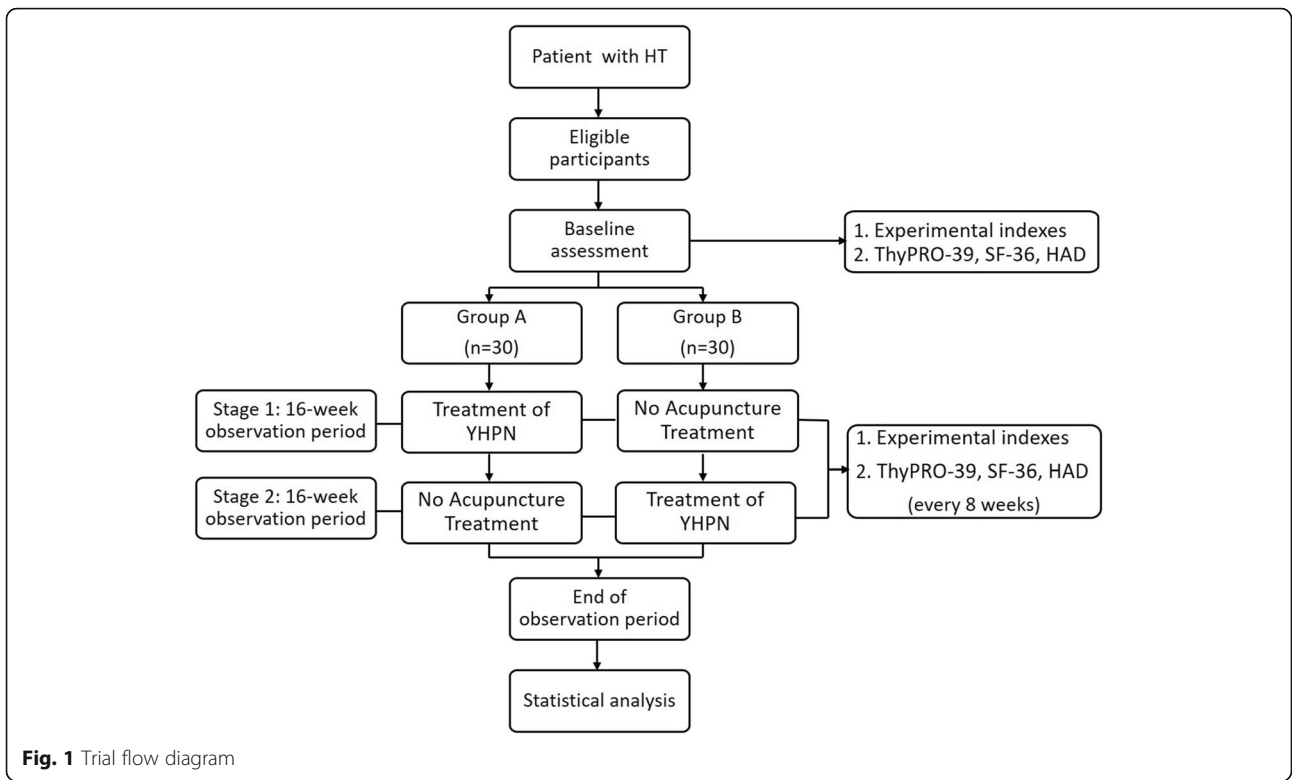 Patient with HT
Eligible
participants
Baseline
assessment
1. Experimental indexes
2. ThyPRO-39, SF-36, HAD
Group A
(n=30)
Group B
(n=30)
Stage 1: 16-week
observation period
Treatment of
YHPN
No Acupuncture
Treatment
1. Experimental indexes
2. ThyPRO-39, SF-36, HAD
(every 8 weeks)
Stage 2: 16-week
observation period
No Acupuncture
Treatment
Treatment of
YHPN
End of
observation period
Statistical analysis
Fig. 1 Trial flow diagram